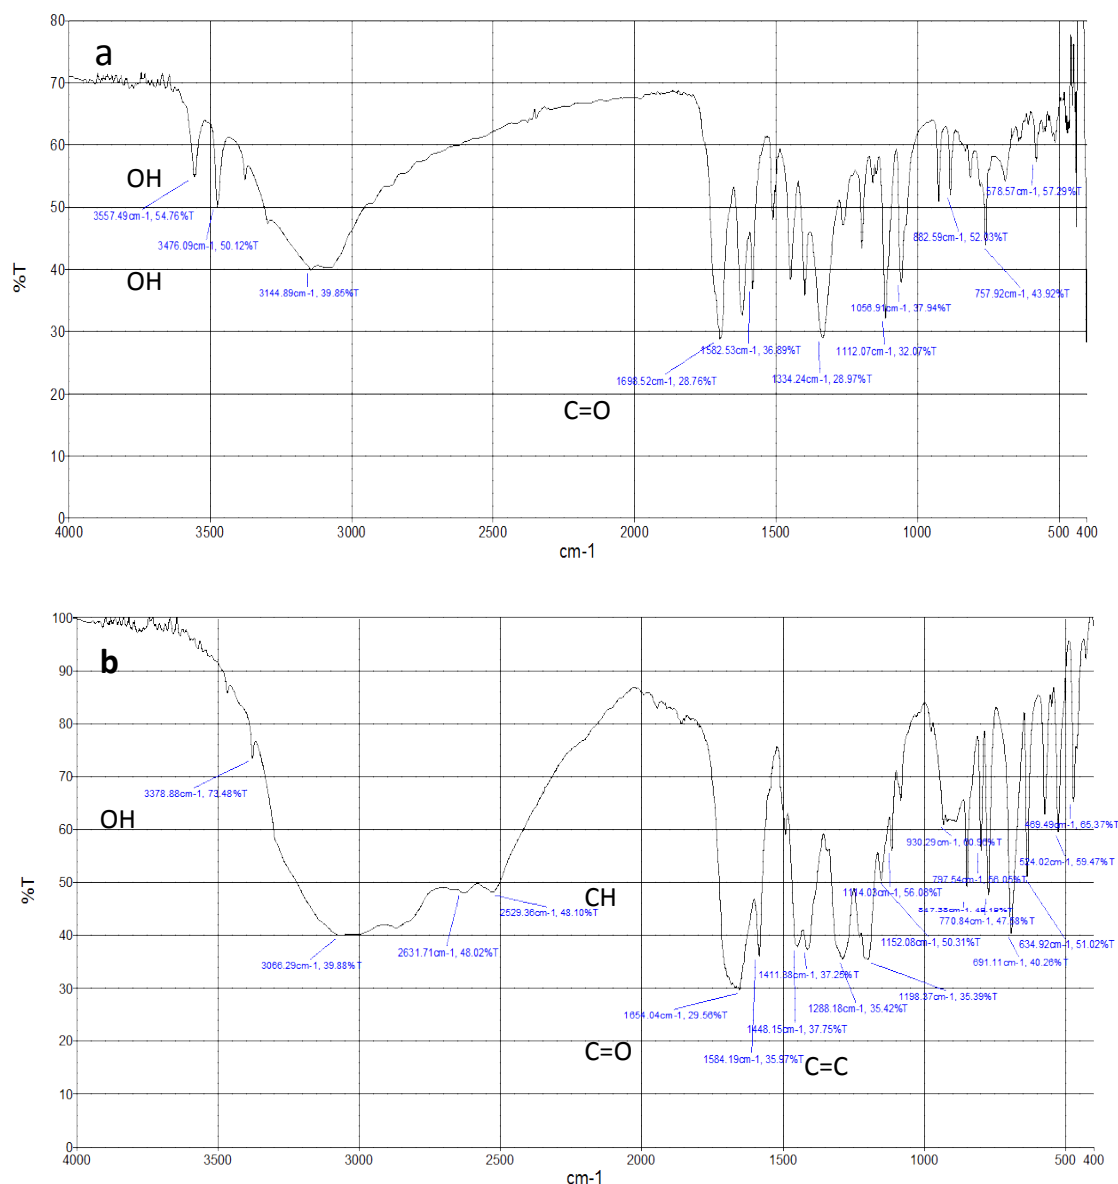 80
a
70
60
OH
3557.49cm-1, 54.76%T
578.57cm-1, 57.29%T
50
3476.09cm-1, 50.12%T
882.59cm-1, 52.03%T
%T
40
OH
3144.89cm-1, 39.85%T
1056.91cm-1, 37.94%T
757.92cm-1, 43.92%T
30
1582.53cm-1, 36.89%T
1112.07cm-1, 32.07%T
1698.52cm-1, 28.76%T
1334.24cm-1, 28.97%T
20
C=O
10
0
4000 3500 3000 2500 2000 1500 1000 500 400
cm-1
100
b
90
80
3378.88cm-1, 73.48%T
70
OH
469.49cm-1, 65.37%T
60
930.29cm-1, 60.96%T
524.02cm-1, 59.47%T
797.54cm-1, 56.05%T
%T
50
CH
2529.36cm-1, 48.10%T
1114.03cm-1, 56.08%T
770.84cm-1, 47.58%T
1152.08cm-1, 50.31%T
634.92cm-1, 51.02%T
40
2631.71cm-1, 48.02%T
3066.29cm-1, 39.88%T
691.11cm-1, 40.26%T
1411.38cm-1, 37.25%T
30
1654.04cm-1, 29.56%T
1288.18cm-1, 35.42%T
1198.37cm-1, 35.39%T
1448.15cm-1, 37.75%T
20
C=O
1584.19cm-1, 35.97%T
C=C
10
0
4000 3500 3000 2500 2000 1500 1000 500 400
cm-1